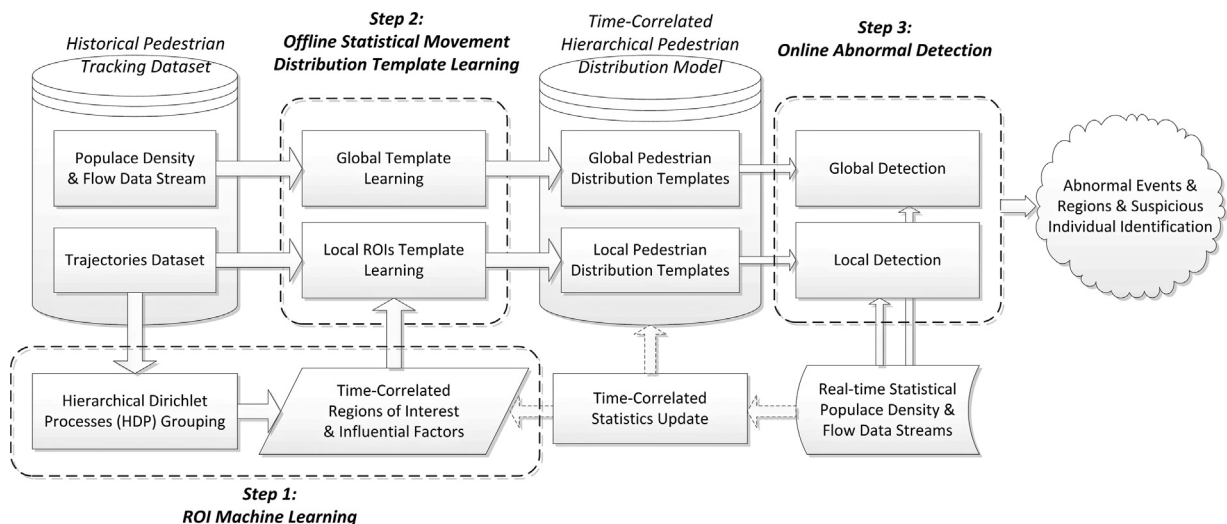 Historical Pedestrian
Tracking Dataset
Step 2:
Offline Statistical Movement
Distribution Template Learning
Time-Correlated
Hierarchical Pedestrian
Distribution Model
Step 3:
Online Abnormal Detection
Populace Density
& Flow Data Stream
Global Template
Learning
Global Pedestrian
Distribution Templates
Global Detection
Abnormal Events &
Regions & Suspicious
Individual Identification
Trajectories Dataset
Local ROIs Template
Learning
Local Pedestrian
Distribution Templates
Local Detection
Hierarchical Dirichlet
Processes (HDP) Grouping
Time-Correlated
Regions of Interest
& Influential Factors
Time-Correlated
Statistics Update
Real-time Statistical
Populace Density &
Flow Data Streams
Step 1:
ROI Machine Learning